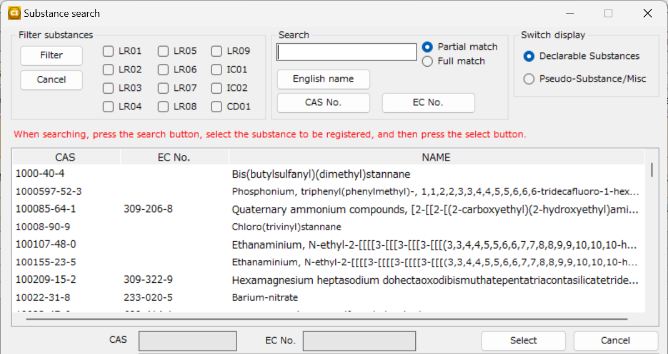 Substance search
Filter substances
Filter
Cancel
LR01 LR05 LR09
LR02 LR06 IC01
LR03 LR07 IC02
LR04 LR08 CD01
Search
Partial match
Full match
English name
CAS No. EC No.
Switch display
Declarable Substances
Pseudo-Substance/Misc
When searching, press the search button, select the substance to be registered, and then press the select button.
CAS EC No. NAME
1000-40-4 Bis(butylsulfanyl)(dimethyl)stannane
1000597-52-3 Phosphonium, triphenyl(phenylmethyl)-, 1,1,2,2,3,3,4,4,5,5,6,6,6-tridecafluoro-1-hex...
100085-64-1 309-206-8 Quaternary ammonium compounds, [2-[[2-[(2-carboxyethyl)(2-hydroxyethyl)ami...
10008-90-9 Chloro(trivinyl)stannane
100107-48-0 Ethanaminium, N-ethyl-2-[[[[3-[[3-[[[3-[[[(3,3,4,4,5,5,6,6,7,7,8,8,9,9,10,10,10-h...
100155-23-5 Ethanaminium, N-ethyl-2-[[[[3-[[[[3-[[3-[[[[(3,3,4,4,5,5,6,6,7,7,8,8,9,9,10,10,...
100209-15-2 309-322-9 Hexamagnesium heptasodium dohectaoxodibismuthatepentatriacontasilicatetride...
10022-31-8 233-020-5 Barium-nitrate
CAS EC No. Select Cancel